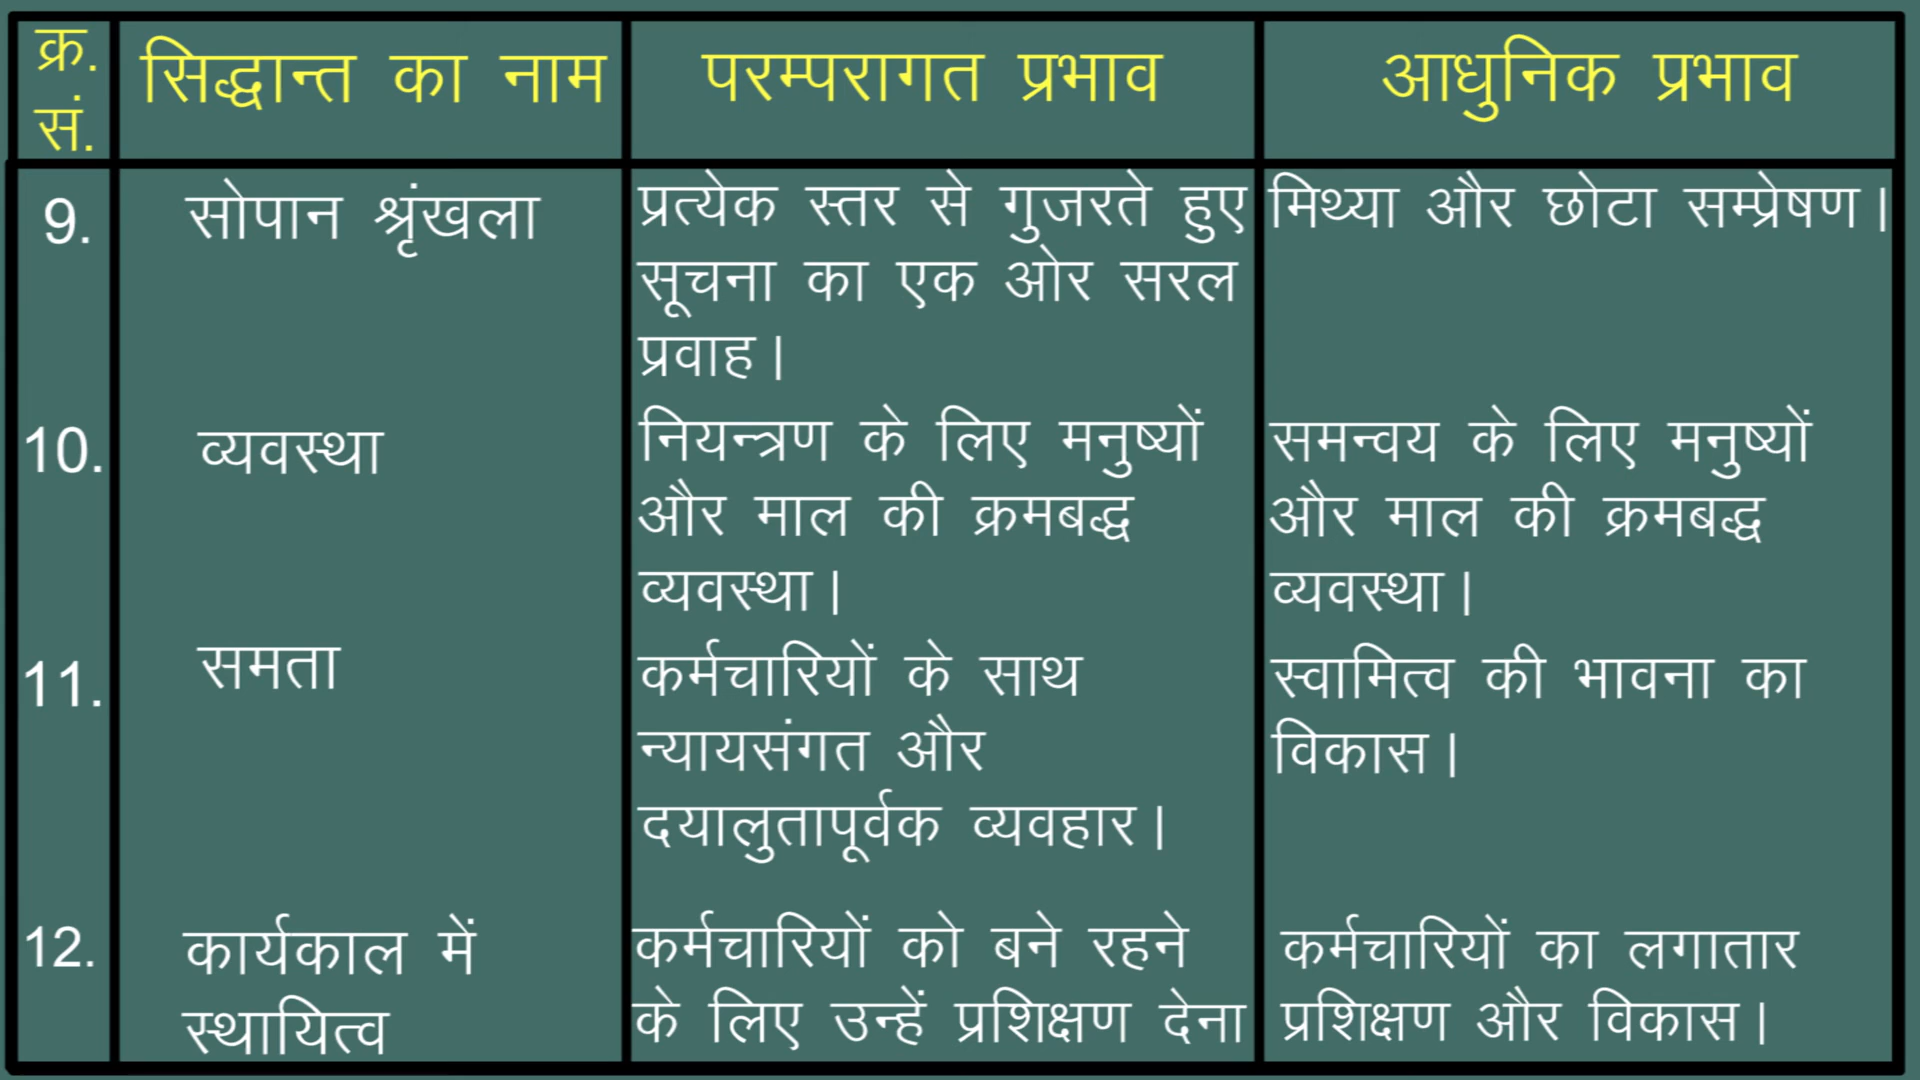 क्र.
सं.
सिद्धान्त का नाम
परम्परागत प्रभाव
आधुनिक प्रभाव
9.
सोपान श्रृंखला
प्रत्येक स्तर से गुजरते हुए
सूचना का एक ओर सरल
प्रवाह।
मिथ्या और छोटा सम्प्रेषण।
10.
व्यवस्था
नियन्त्रण के लिए मनुष्यों
और माल की क्रमबद्ध
व्यवस्था।
समन्वय के लिए मनुष्यों
और माल की क्रमबद्ध
व्यवस्था।
11.
समता
कर्मचारियों के साथ
न्यायसंगत और
दयालुतापूर्वक व्यवहार।
स्वामित्व की भावना का
विकास।
12.
कार्यकाल में
स्थायित्व
कर्मचारियों को बने रहने
के लिए उन्हें प्रशिक्षण देना
कर्मचारियों का लगातार
प्रशिक्षण और विकास।